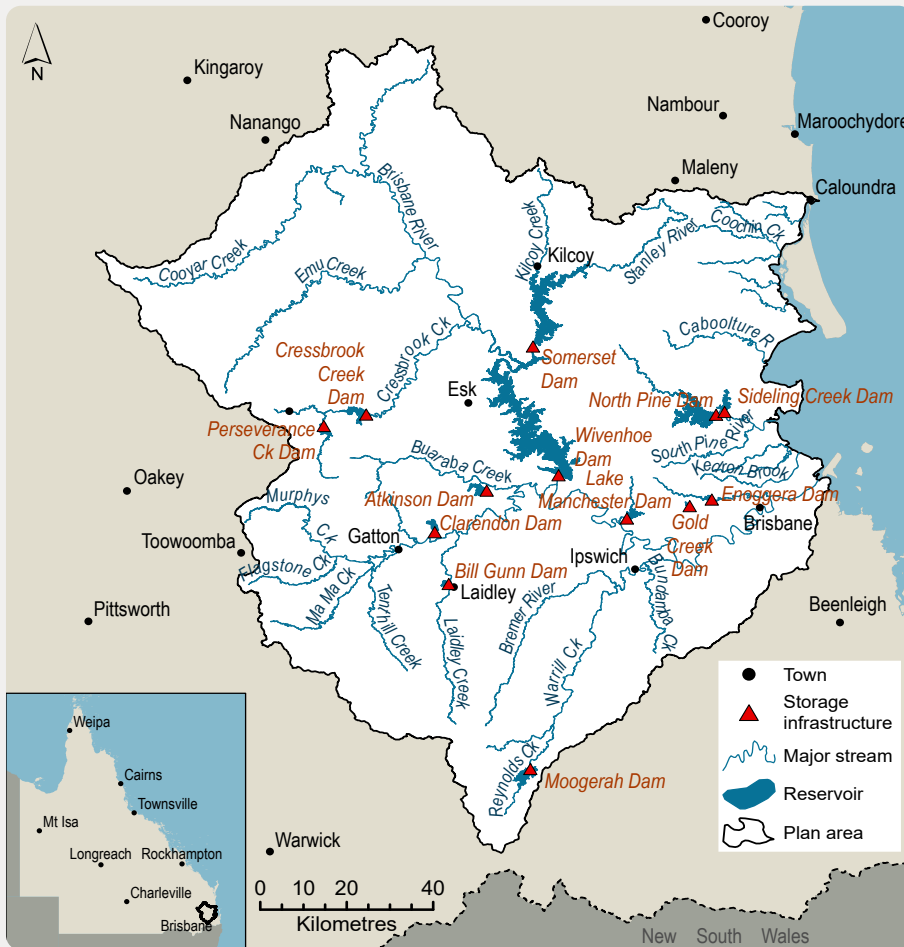 Cooroy
N
Kingaroy
Nambour
Maroochydore
Nanango
Maleny
Caloundra
Brisbane River
Kilcoy Creek
Coochin Ck
Stanley River
Cooyar Creek
Emu Creek
Kilcoy
Caboolture R
Cressbrook
Creek
Dam
Cressbrook Ck
Somerset
Dam
Esk
North Pine Dam
Sideling Creek Dam
Perseverance
Ck Dam
South Pine River
Wivenhoe
Dam
Buaraba Creek
Kedron Brook
Lake
Manchester Dam
Oakey
Murphys
Ck
Atkinson Dam
Enoggera Dam
Clarendon Dam
Gold
Creek
Dam
Brisbane
Toowoomba
Gatton
Flagstone Ck
Ipswich
Bill Gunn Dam
Laidley
Ma Ma Ck
Tenthill Creek
Bremer River
Bundamba Ck
Pittsworth
Beenleigh
Laidley Creek
Warrill Ck
Reynolds Ck
Moogerah Dam
Town
Storage
infrastructure
Major stream
Reservoir
Plan area
Weipa
Cairns
Townsville
Mt Isa
Longreach
Rockhampton
Charleville
Brisbane
Warwick
0 10 20 40
Kilometres
New South Wales